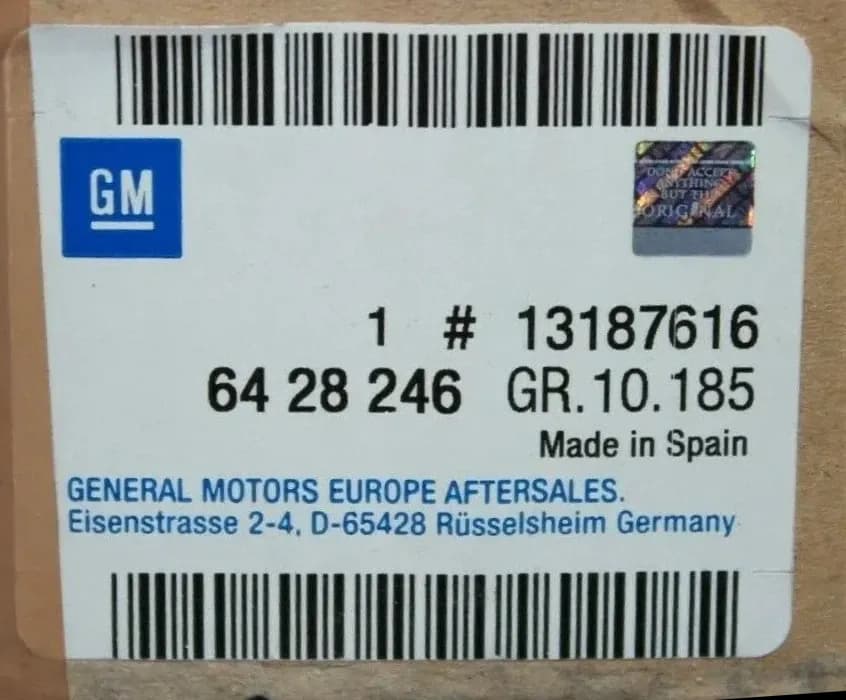 GM
DON'T ACCEPT
ANYTHING
BUT THE
ORIGINAL
1 # 13187616
64 28 246 GR.10.185
Made in Spain
GENERAL MOTORS EUROPE AFTERSALES.
Eisenstrasse 2-4, D-65428 Rüsselsheim Germany